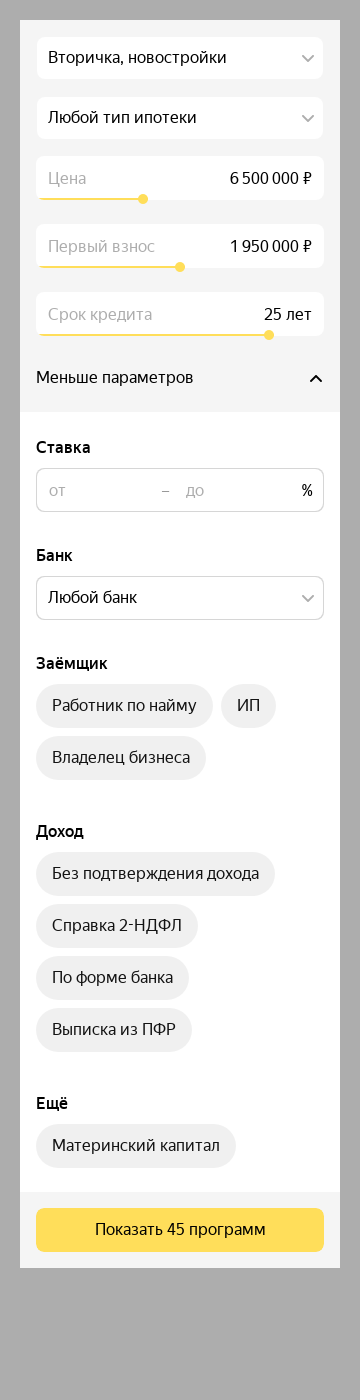 Вторичка, новостройки
Любой тип ипотеки
Цена 6 500 000 ₽
Первый взнос 1 950 000 ₽
Срок кредита 25 лет
Меньше параметров
Ставка
от – до %
Банк
Любой банк
Заёмщик
Работник по найму ИП
Владелец бизнеса
Доход
Без подтверждения дохода
Справка 2-НДФЛ
По форме банка
Выписка из ПФР
Ещё
Материнский капитал
Показать 45 программ